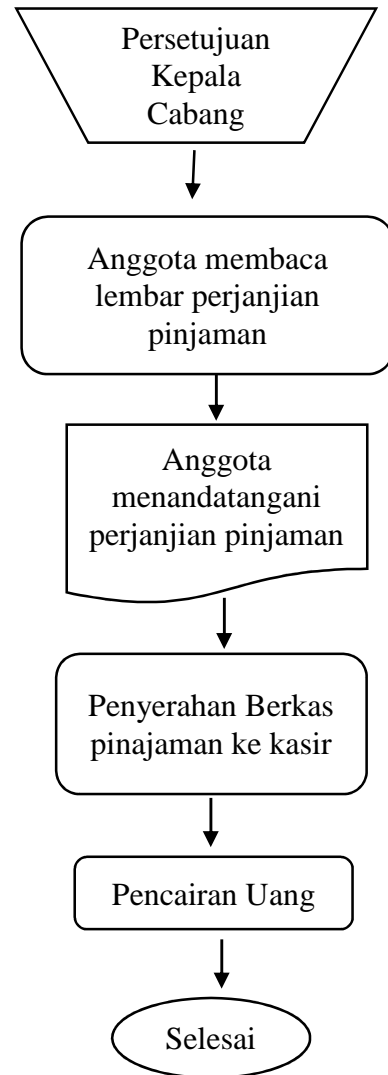 Persetujuan
Kepala
Cabang
Anggota membaca
lembar perjanjian
pinjaman
Anggota
menandatangani
perjanjian pinjaman
Penyerahan Berkas
pinajaman ke kasir
Pencairan Uang
Selesai